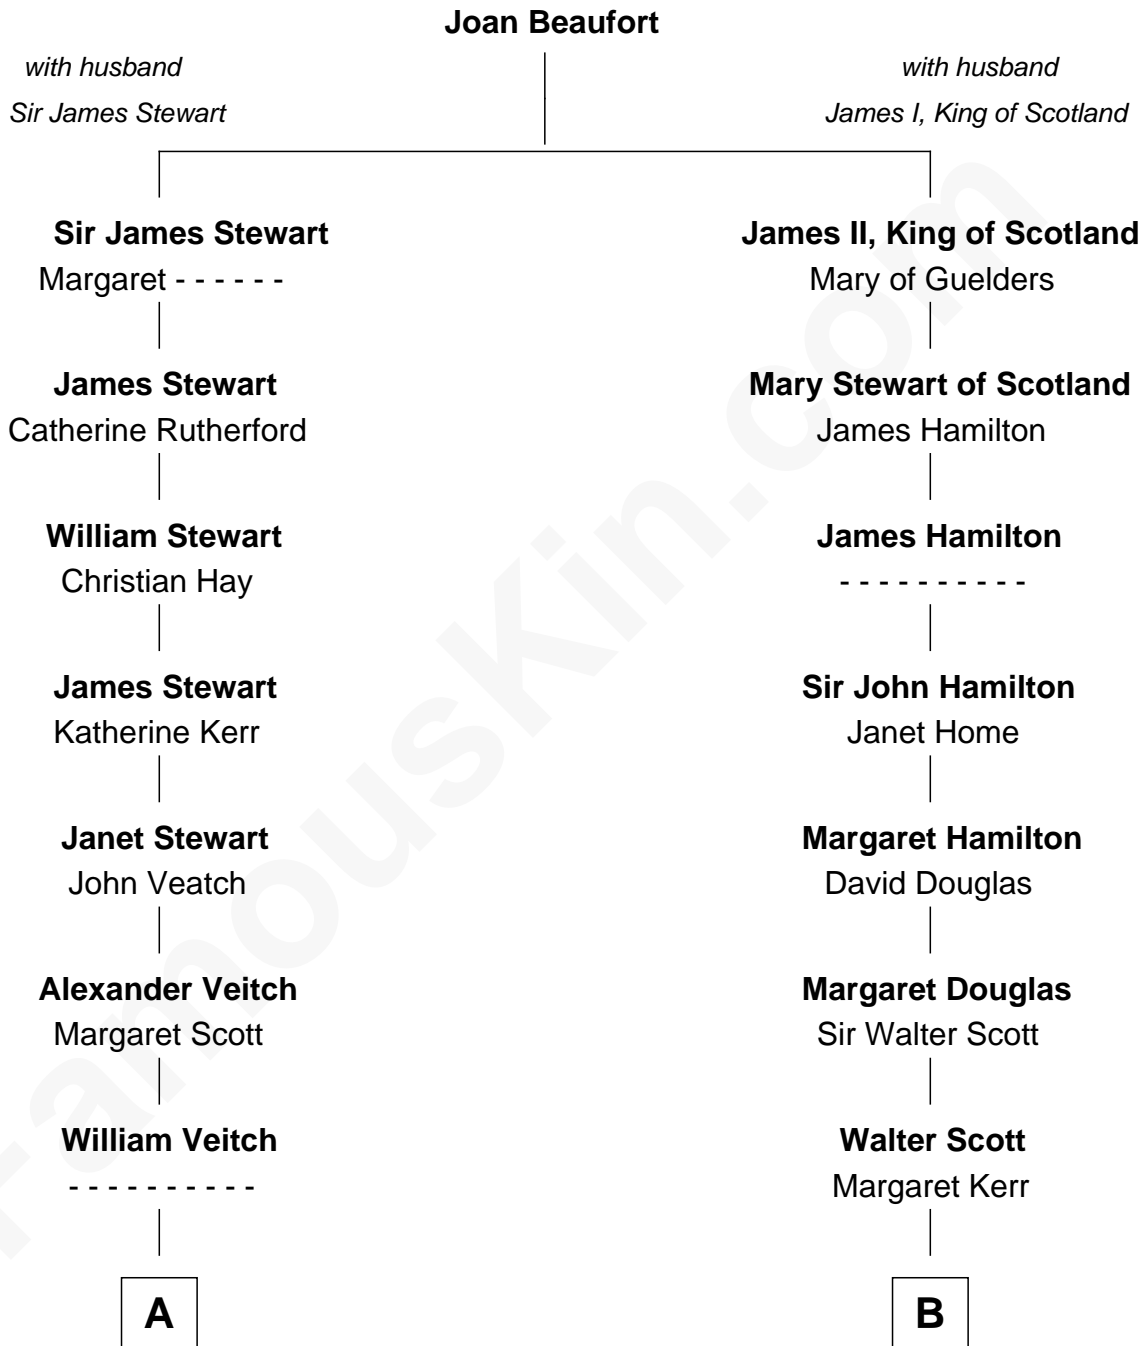 Joan Beaufort
with husband
Sir James Stewart
with husband
James I, King of Scotland
Sir James Stewart
Margaret - - - - - -
James II, King of Scotland
Mary of Guelders
James Stewart
Catherine Rutherford
Mary Stewart of Scotland
James Hamilton
William Stewart
Christian Hay
James Hamilton
- - - - - - - - - -
James Stewart
Katherine Kerr
Sir John Hamilton
Janet Home
Janet Stewart
John Veatch
Margaret Hamilton
David Douglas
Alexander Veitch
Margaret Scott
Margaret Douglas
Sir Walter Scott
William Veitch
- - - - - - - - - -
Walter Scott
Margaret Kerr
A
B
FamousKin.com